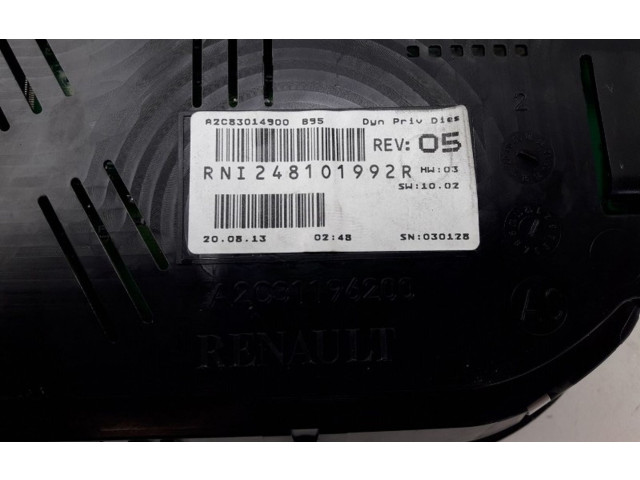 A2C83014900 895 Dyn Priv Dies
REV: 05
RNI248101992R HW:03
SW:10.02
20.08.13 02:48 SN:030128
RENAULT